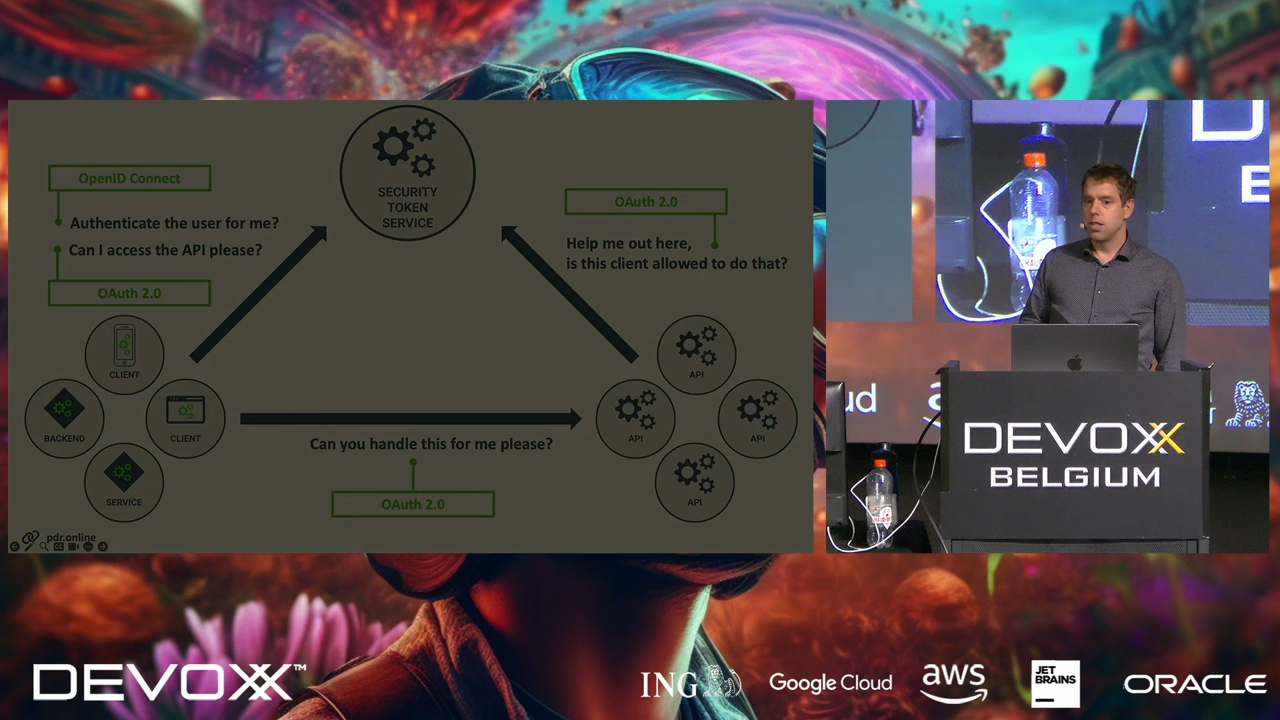 SECURITY
TOKEN
SERVICE
OpenID Connect
Authenticate the user for me?
Can I access the API please?
OAuth 2.0
OAuth 2.0
Help me out here,
is this client allowed to do that?
CLIENT
BACKEND
CLIENT
SERVICE
API
API
API
API
Can you handle this for me please?
OAuth 2.0
pdr.online
DEVOXX
BELGIUM
DEVOXX™
ING
Google Cloud
aws
JET
BRAINS
ORACLE